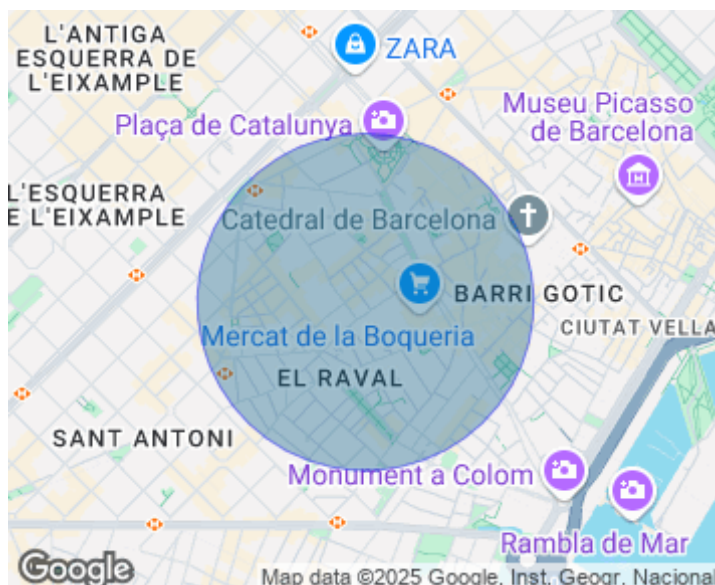 L'ANTIGA
ESQUERRA DE
L'EIXAMPLE
ZARA
Plaça de Catalunya
Museu Picasso
de Barcelona
L'ESQUERRA
E L'EIXAMPLE
Catedral de Barcelona
BARRI GOTIC
CIUTAT VELLA
Mercat de la Boqueria
EL RAVAL
SANT ANTONI
Monument a Colom
Rambla de Mar
Google
Map data ©2025 Google, Inst. Geogr. Nacional